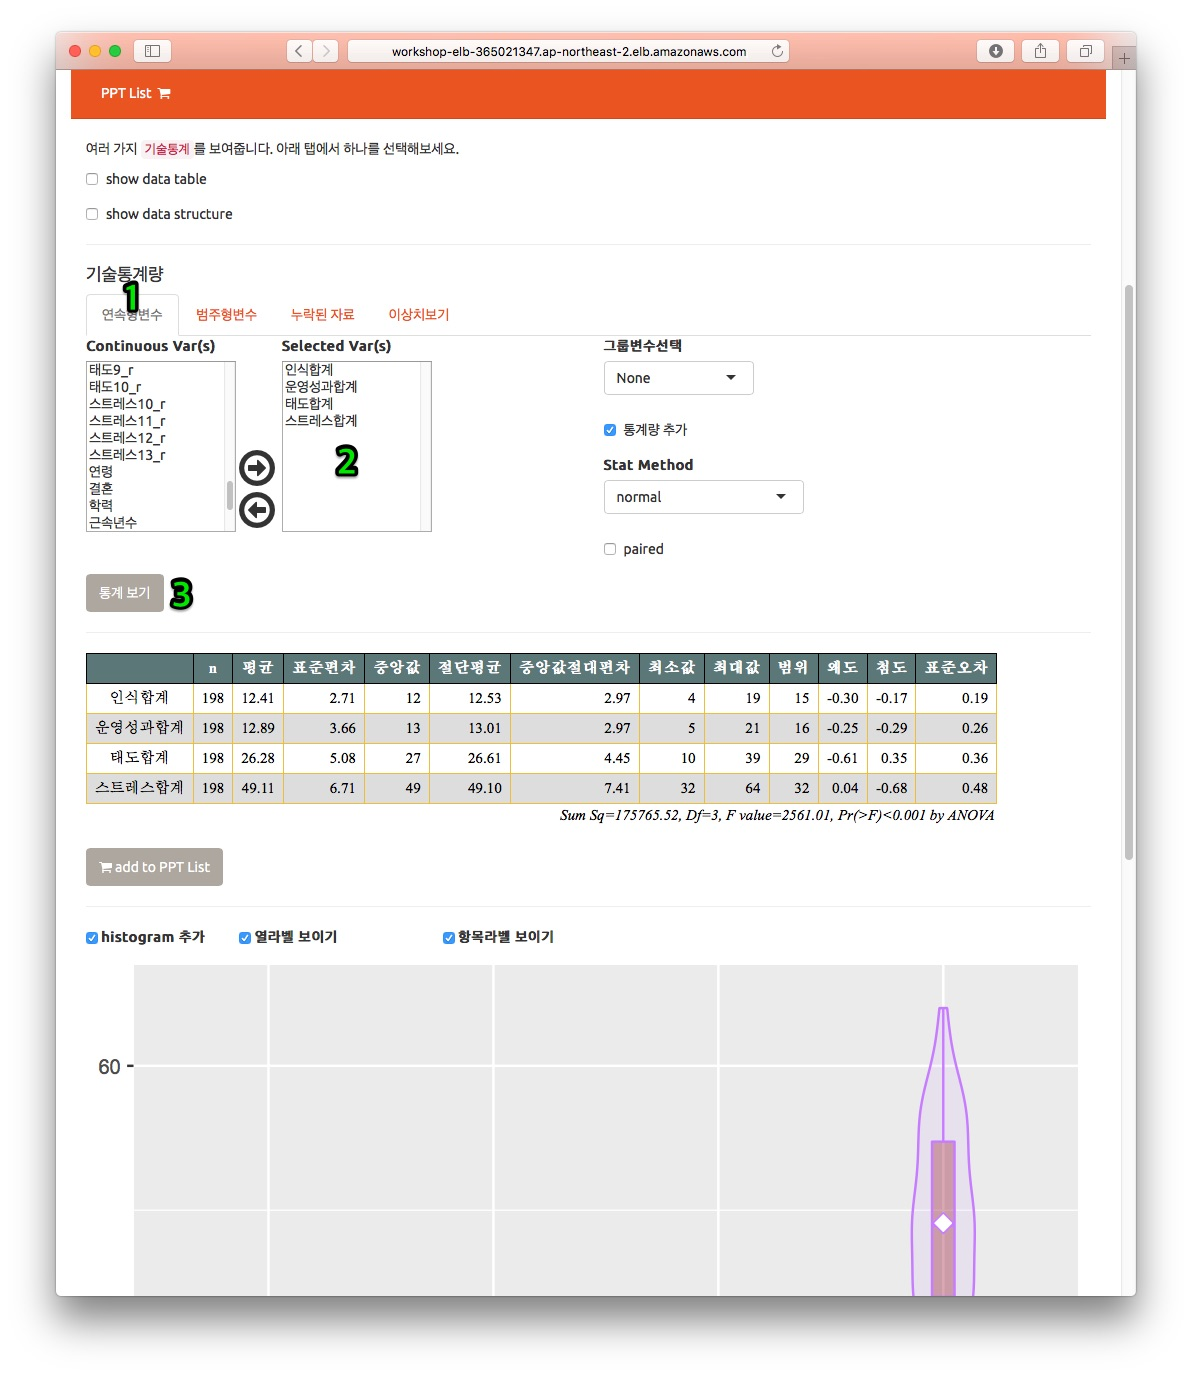 workshop-elb-365021347.ap-northeast-2.elb.amazonaws.com
PPT List
여러 가지 기술통계 를 보여줍니다. 아래 탭에서 하나를 선택해보세요.
show data table
show data structure
기술통계량
1
연속형변수 범주형변수 누락된 자료 이상치보기
Continuous Var(s) Selected Var(s) 그룹변수선택
태도9_r
태도10_r
스트레스10_r
스트레스11_r
스트레스12_r
스트레스13_r
연령
결혼
학력
근속년수
인식합계
운영성과합계
태도합계
스트레스합계
2
None
통계량 추가
Stat Method
normal
paired
통계 보기 3
n 평균 표준편차 중앙값 절단평균 중앙값절대편차 최소값 최대값 범위 왜도 첨도 표준오차
인식합계 198 12.41 2.71 12 12.53 2.97 4 19 15 -0.30 -0.17 0.19
운영성과합계 198 12.89 3.66 13 13.01 2.97 5 21 16 -0.25 -0.29 0.26
태도합계 198 26.28 5.08 27 26.61 4.45 10 39 29 -0.61 0.35 0.36
스트레스합계 198 49.11 6.71 49 49.10 7.41 32 64 32 0.04 -0.68 0.48
Sum Sq=175765.52, Df=3, F value=2561.01, Pr(>F)<0.001 by ANOVA
add to PPT List
histogram 추가 열라벨 보이기 항목라벨 보이기
60